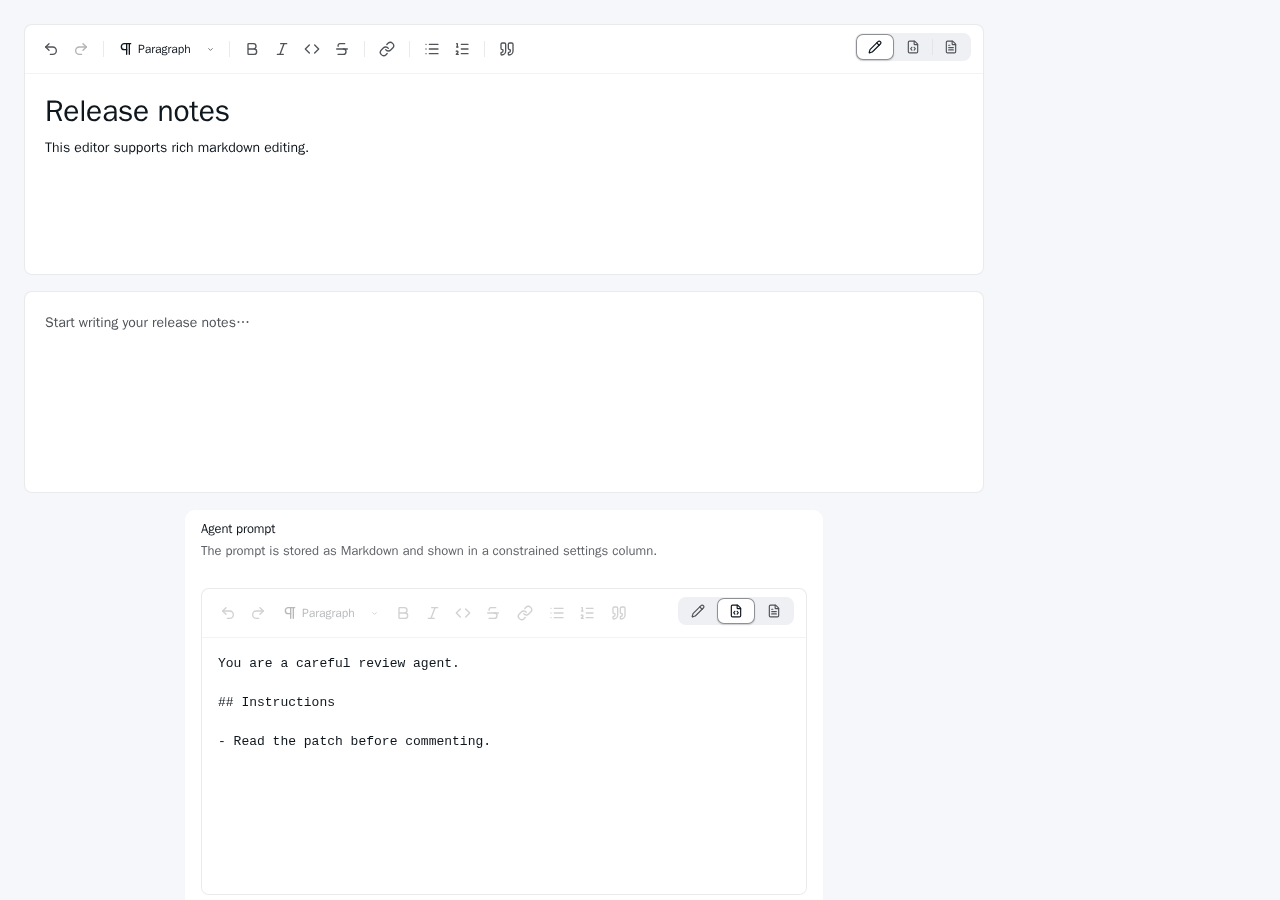 Paragraph
Release notes
This editor supports rich markdown editing.
Start writing your release notes…
Agent prompt
The prompt is stored as Markdown and shown in a constrained settings column.
Paragraph
You are a careful review agent.
## Instructions
- Read the patch before commenting.